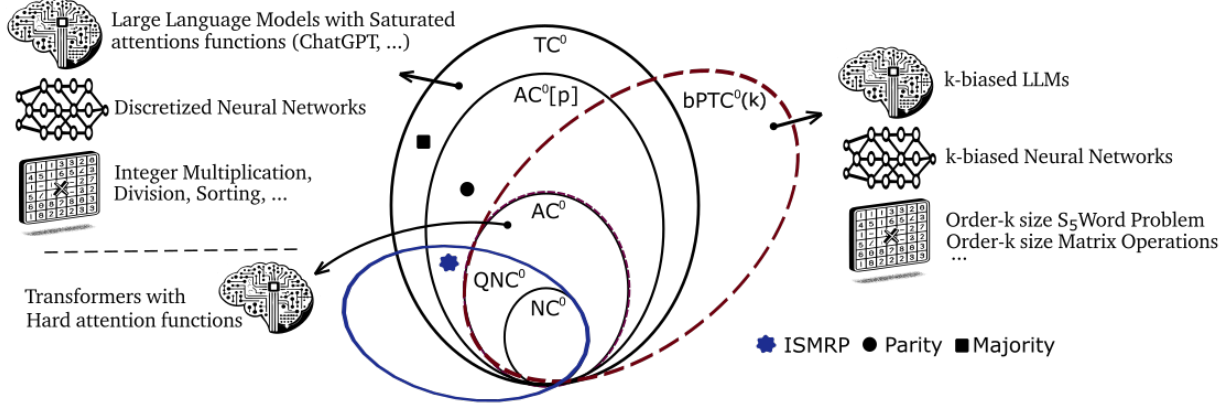 Large Language Models with Saturated
attentions functions (ChatGPT, ...)
Discretized Neural Networks
Integer Multiplication,
Division, Sorting, ...
Transformers with
Hard attention functions
TC⁰
AC⁰[p]
bPTC⁰(k)
AC⁰
QNC⁰
NC⁰
k-biased LLMs
k-biased Neural Networks
Order-k size S₅Word Problem
Order-k size Matrix Operations
...
ISMRP Parity Majority